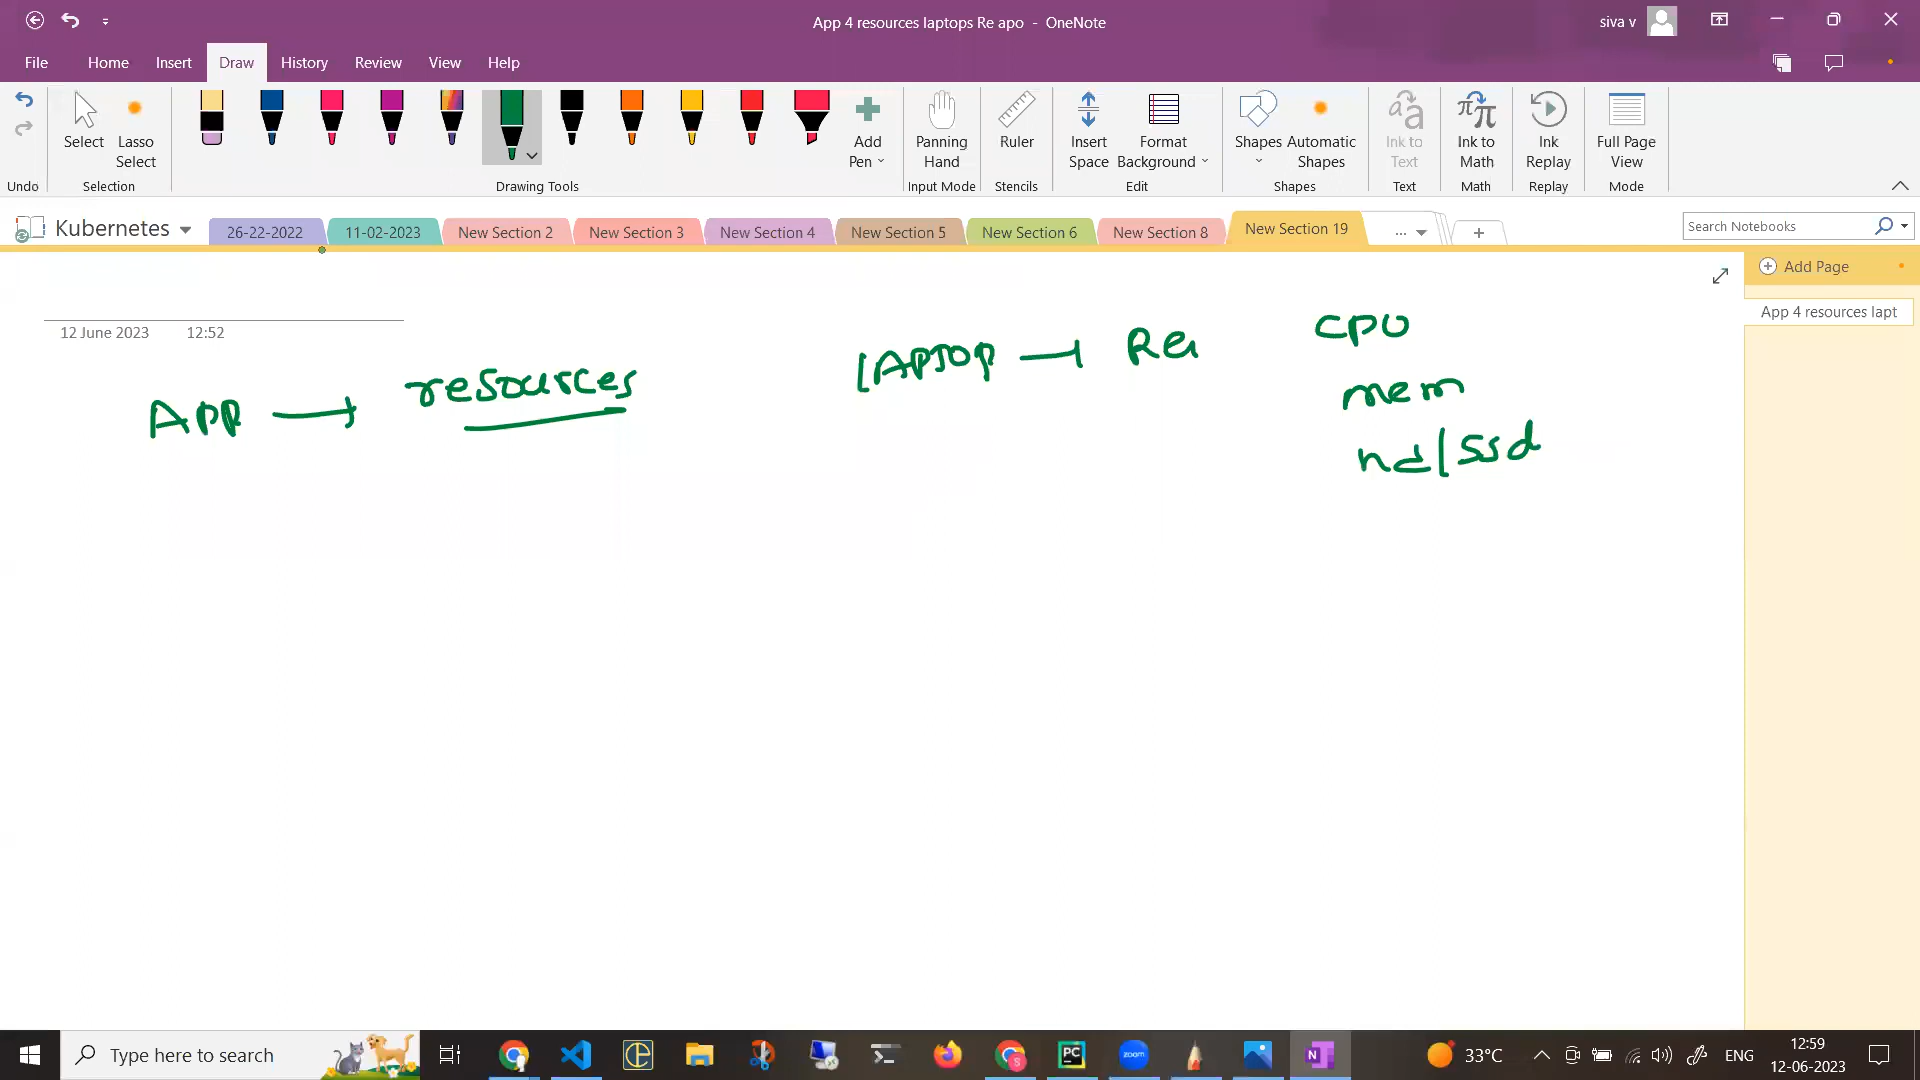 App 4 resources laptops Re apo - OneNote
siva v
File Home Insert Draw History Review View Help
Select
Lasso Select
Add Pen
Panning Hand
Ruler
Insert Space
Format Background
Shapes
Automatic Shapes
Ink to Text
Ink to Math
Ink Replay
Full Page View
Undo Selection Drawing Tools Input Mode Stencils Edit Shapes Text Math Replay Mode
Kubernetes
26-22-2022 11-02-2023 New Section 2 New Section 3 New Section 4 New Section 5 New Section 6 New Section 8 New Section 19 ... +
Search Notebooks
Add Page
App 4 resources lapt
12 June 2023 12:52
App → resources
LAPTOP → Re
CPU
mem
hd/ssd
Type here to search
zoom
33°C
ENG
12:59
12-06-2023